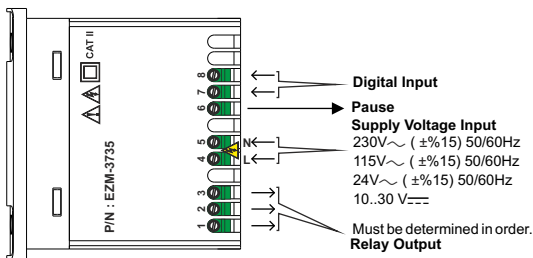 CAT II
P/N : EZM-3735
8
7
6
5
4
3
2
1
N
L
Digital Input
Pause
Supply Voltage Input
230V～ ( ±%15) 50/60Hz
115V～ ( ±%15) 50/60Hz
24V～ ( ±%15) 50/60Hz
10..30 V⎓
Must be determined in order.
Relay Output